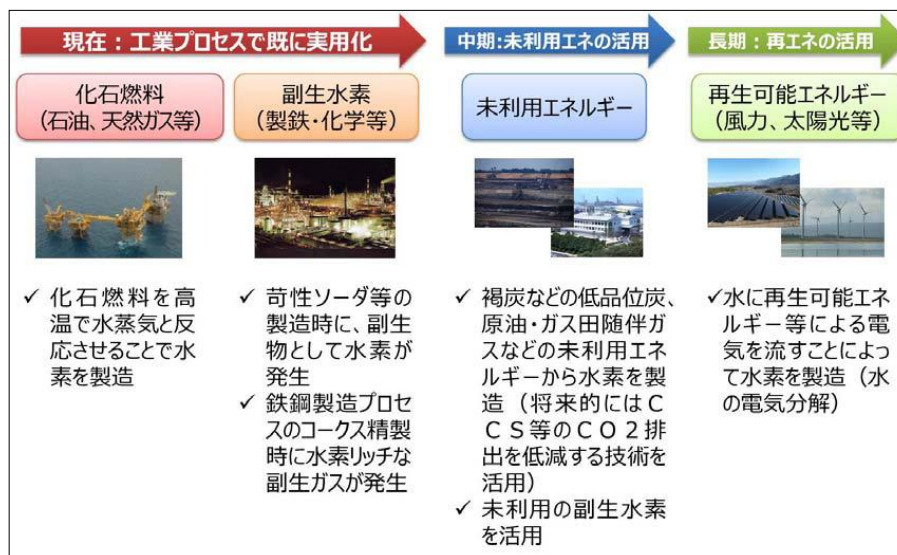 現在：工業プロセスで既に実用化
中期:未利用エネの活用
長期：再エネの活用
化石燃料
（石油、天然ガス等）
副生水素
（製鉄・化学等）
未利用エネルギー
再生可能エネルギー
（風力、太陽光等）
✓ 化石燃料を高
温で水蒸気と反
応させることで水
素を製造
✓ 苛性ソーダ等の
製造時に、副生
物として水素が
発生
✓ 鉄鋼製造プロセ
スのコークス精製
時に水素リッチな
副生ガスが発生
✓ 褐炭などの低品位炭、
原油・ガス田随伴ガ
スなどの未利用エネ
ルギーから水素を製
造（将来的にはＣ
ＣＳ等のＣＯ２排
出を低減する技術を
活用）
✓ 未利用の副生水素
を活用
✓水に再生可能エネ
ルギー等による電
気を流すことによっ
て水素を製造（水
の電気分解）